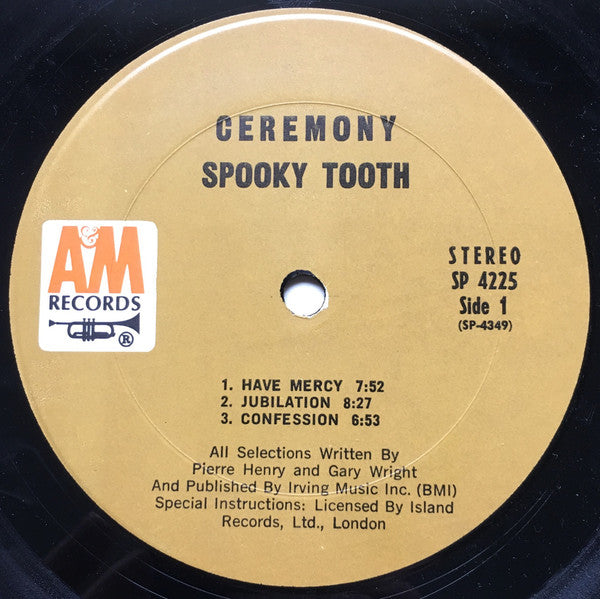 CEREMONY
SPOOKY TOOTH
A&M
RECORDS
®
STEREO
SP 4225
Side 1
(SP-4349)
1. HAVE MERCY 7:52
2. JUBILATION 8:27
3. CONFESSION 6:53
All Selections Written By
Pierre Henry and Gary Wright
And Published By Irving Music Inc. (BMI)
Special Instructions: Licensed By Island
Records, Ltd., London